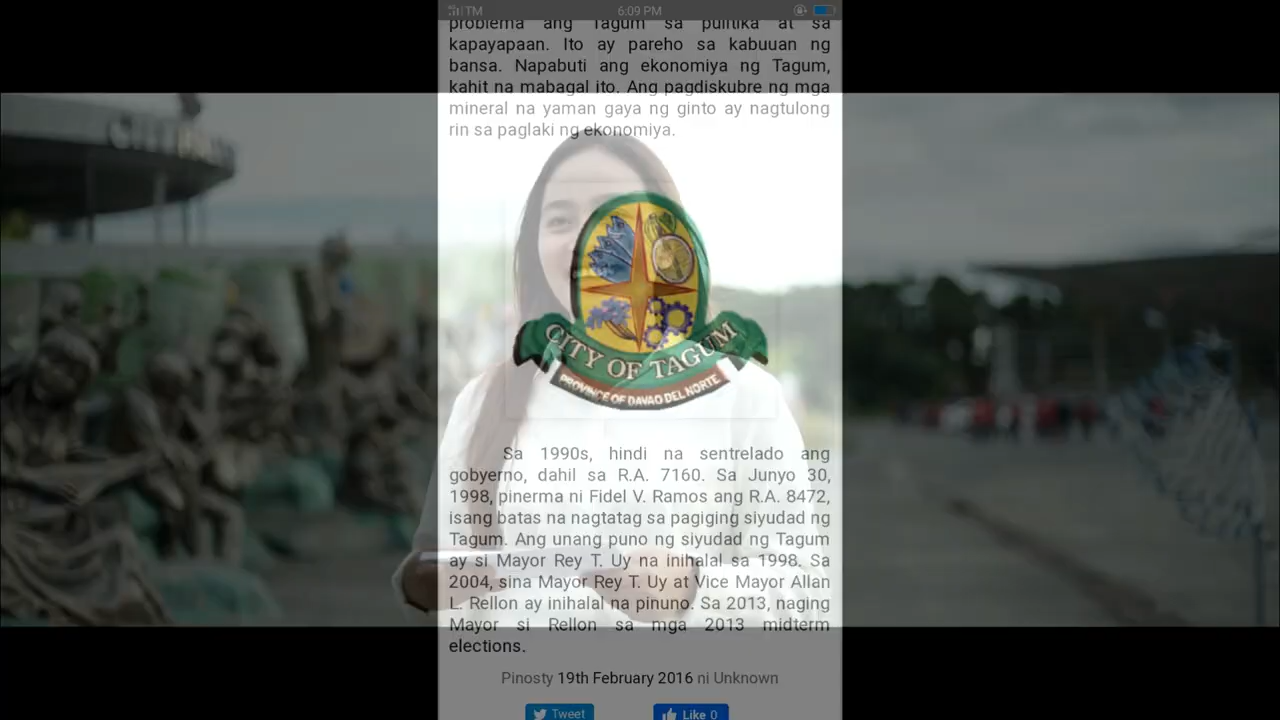 TM 6:09 PM
problema ang Tagum sa pulitika at sa
kapayapaan. Ito ay pareho sa kabuuan ng
bansa. Napabuti ang ekonomiya ng Tagum,
kahit na mabagal ito. Ang pagdiskubre ng mga
mineral na yaman gaya ng ginto ay nagtulong
rin sa paglaki ng ekonomiya.
CITY OF TAGUM
PROVINCE OF DAVAO DEL NORTE
Sa 1990s, hindi na sentrelado ang
gobyerno, dahil sa R.A. 7160. Sa Junyo 30,
1998, pinerma ni Fidel V. Ramos ang R.A. 8472,
isang batas na nagtatag sa pagiging siyudad ng
Tagum. Ang unang puno ng siyudad ng Tagum
ay si Mayor Rey T. Uy na inihalal sa 1998. Sa
2004, sina Mayor Rey T. Uy at Vice Mayor Allan
L. Rellon ay inihalal na pinuno. Sa 2013, naging
Mayor si Rellon sa mga 2013 midterm
elections.
Pinosty 19th February 2016 ni Unknown
Tweet
Like 0